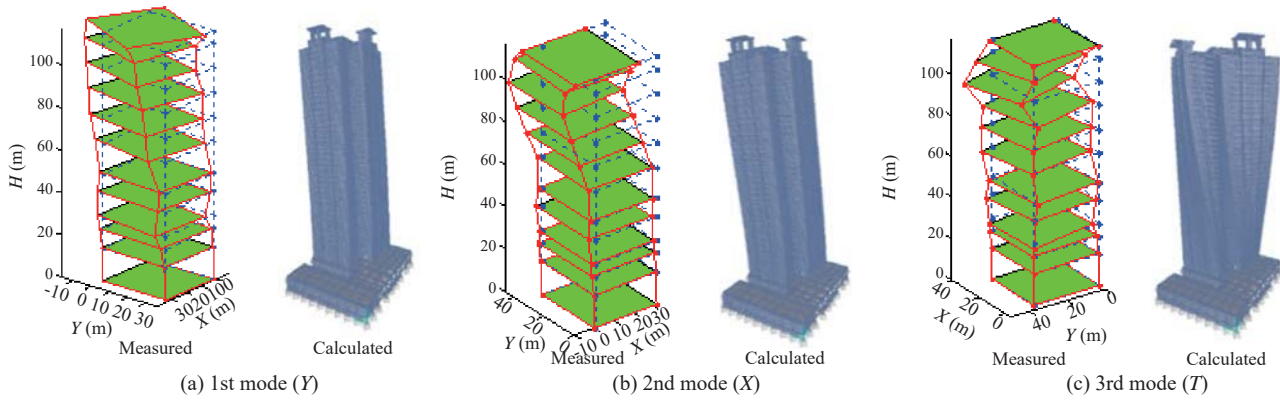 100
80
60
40
20
0
H (m)
-10 0 10 20 30
Y (m)
30 20 10 0
X (m)
Measured
Calculated
(a) 1st mode (Y)
100
80
60
40
20
0
H (m)
40 20 0
Y (m)
-10 0 10 20 30
X (m)
Measured
Calculated
(b) 2nd mode (X)
100
80
60
40
20
0
H (m)
40 20 0
X (m)
40 20 0
Y (m)
Measured
Calculated
(c) 3rd mode (T)